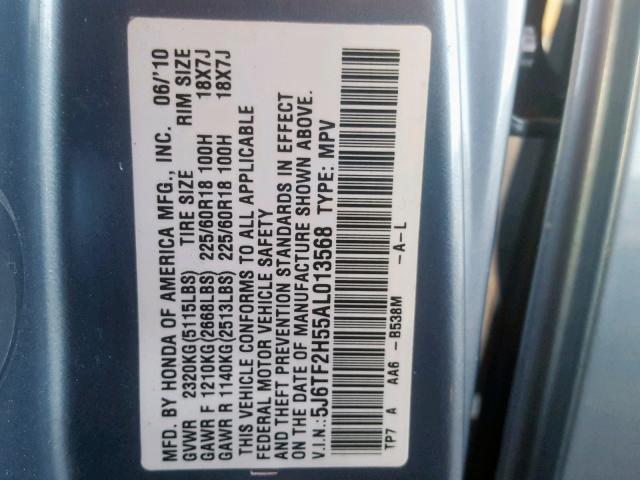 MFD. BY HONDA OF AMERICA MFG., INC. 06/'10
GVWR 2320KG(5115LBS) TIRE SIZE RIM SIZE
GAWR F 1210KG(2668LBS) 225/60R18 100H 18X7J
GAWR R 1140KG(2513LBS) 225/60R18 100H 18X7J
THIS VEHICLE CONFORMS TO ALL APPLICABLE
FEDERAL MOTOR VEHICLE SAFETY
AND THEFT PREVENTION STANDARDS IN EFFECT
ON THE DATE OF MANUFACTURE SHOWN ABOVE.
V.I.N.: 5J6TF2H55AL013568 TYPE: MPV
TP7 A AA6 -B538M -A-L